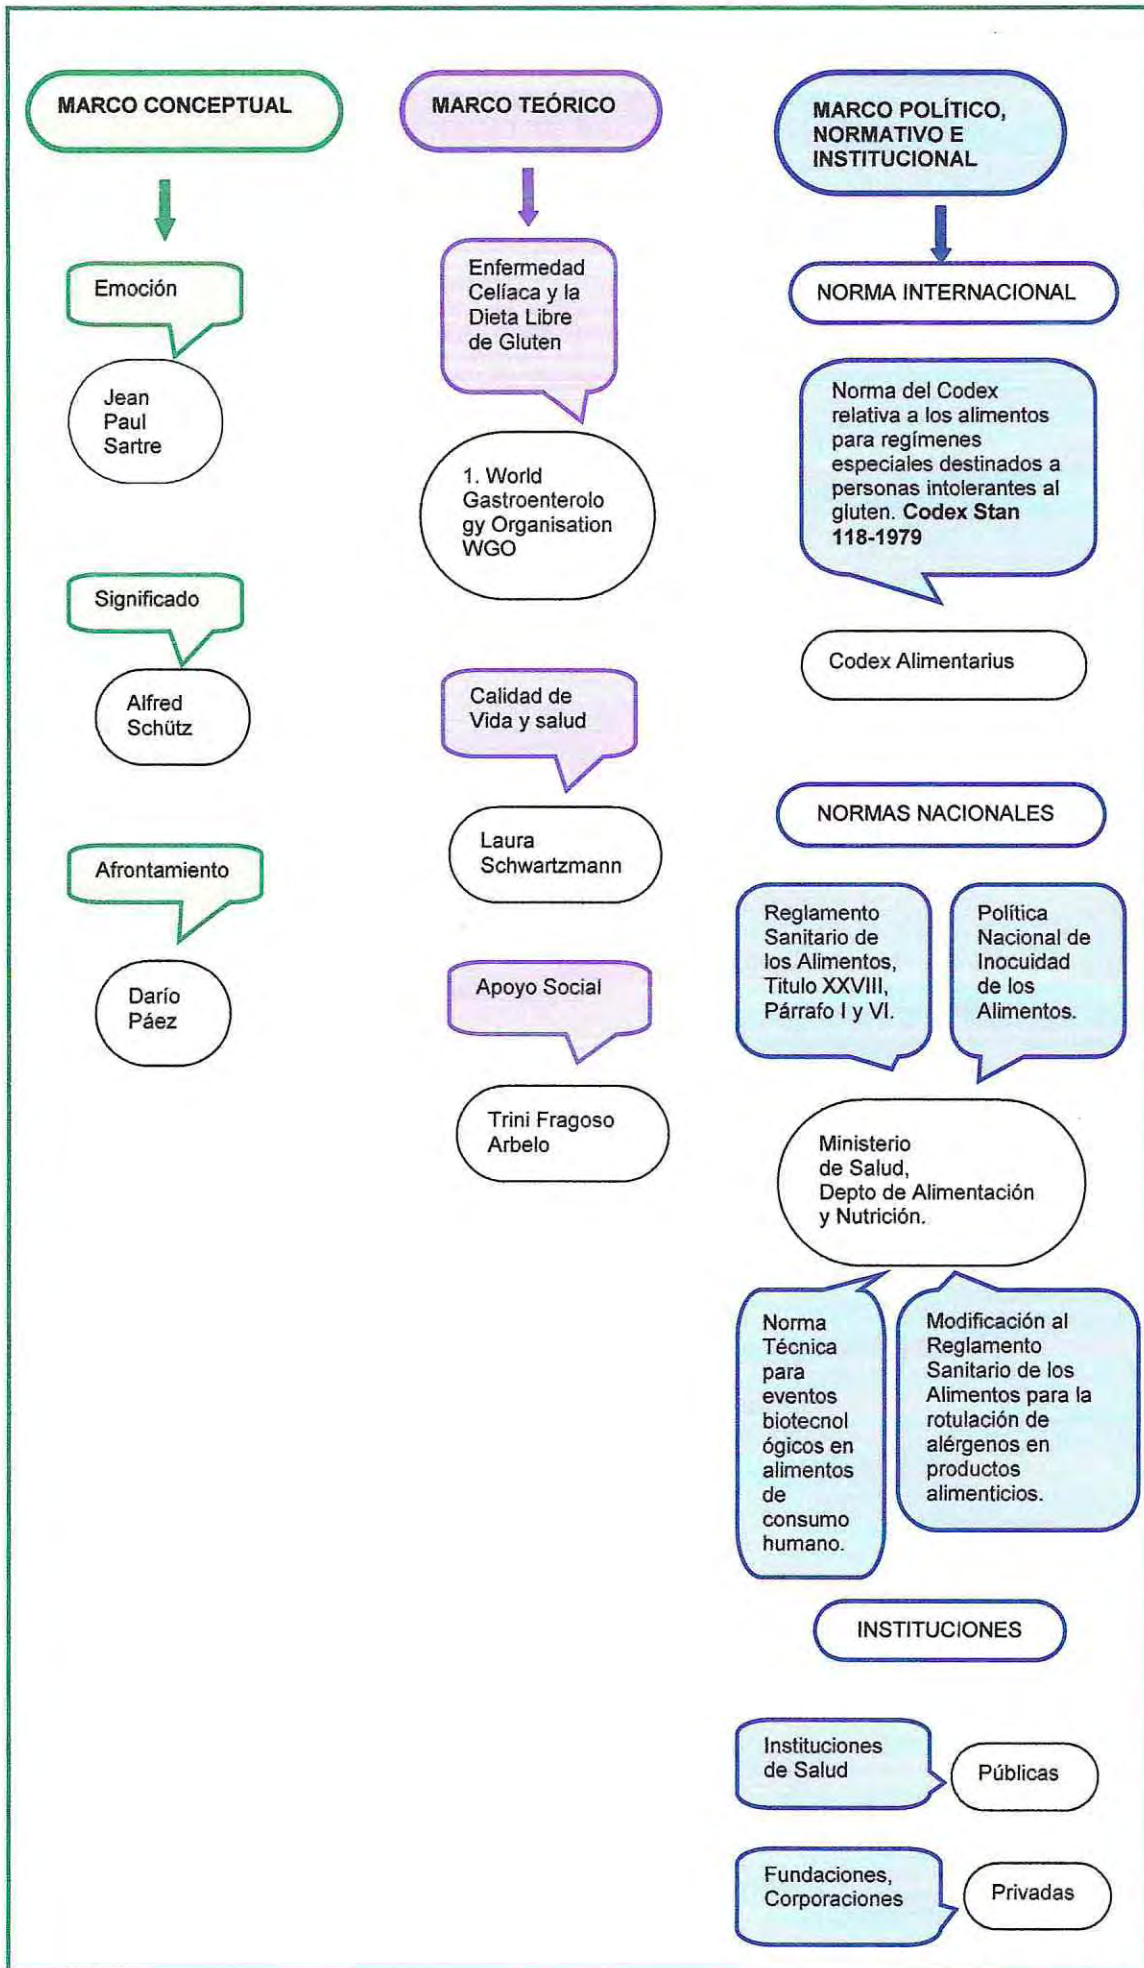 MARCO CONCEPTUAL
Emoción
Jean
Paul
Sartre
Significado
Alfred
Schütz
Afrontamiento
Darío
Páez
MARCO TEÓRICO
Enfermedad
Celíaca y la
Dieta Libre
de Gluten
1. World
Gastroenterolo
gy Organisation
WGO
Calidad de
Vida y salud
Laura
Schwartzmann
Apoyo Social
Trini Fragoso
Arbelo
MARCO POLÍTICO,
NORMATIVO E
INSTITUCIONAL
NORMA INTERNACIONAL
Norma del Codex
relativa a los alimentos
para regímenes
especiales destinados a
personas intolerantes al
gluten. Codex Stan
118-1979
Codex Alimentarius
NORMAS NACIONALES
Reglamento
Sanitario de
los Alimentos,
Titulo XXVIII,
Párrafo I y VI.
Política
Nacional de
Inocuidad
de los
Alimentos.
Ministerio
de Salud,
Depto de Alimentación
y Nutrición.
Norma
Técnica
para
eventos
biotecnol
ógicos en
alimentos
de
consumo
humano.
Modificación al
Reglamento
Sanitario de los
Alimentos para la
rotulación de
alérgenos en
productos
alimenticios.
INSTITUCIONES
Instituciones
de Salud
Públicas
Fundaciones,
Corporaciones
Privadas